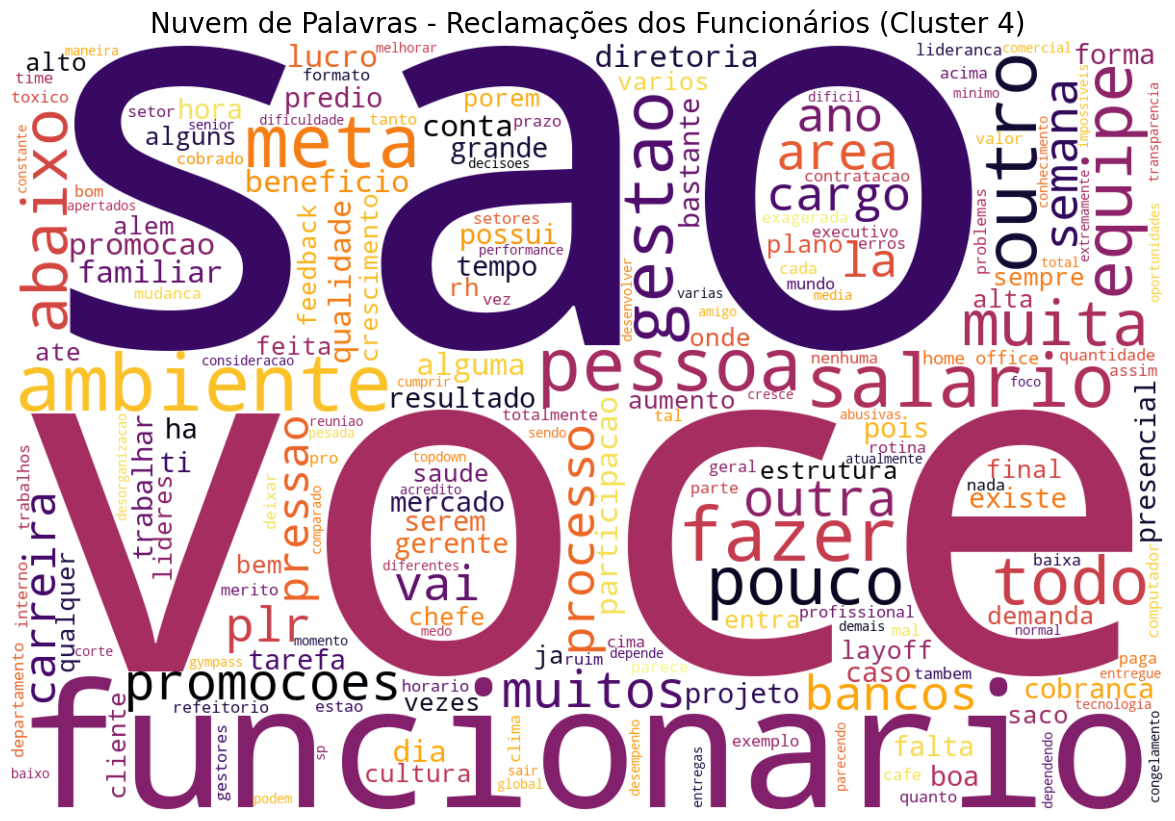 Nuvem de Palavras - Reclamações dos Funcionários (Cluster 4)
sao
voce
funcionario
maneira
alto
time
toxico
constante
abaixo
bom
apertados
alem
promocao
familiar
mudanca
setor
hora
senior
alguns
cobrado
lucro
melhorar
formato
predio
dificuldade
tanto
meta
beneficio
feedback
qualidade
crescimento
porem
conta
prazo
grande
decisoes
setores
possui
performance
tempo
rh
vez
diretoria
varios
gestao
bastante
desenvolver
varias
dificil
ano
area
contratacao
cargo
exagerada
executivo
plano
erros
la
cada
mundo
media
amigo
lideranca
comercial
acima
minimo
outro
valor
conhecimento
semana
impossiveis
extremamente
equipe
forma
transparencia
oportunidades
problemas
total
sempre
alta
muita
ate
consideracao
feita
ambiente
cumprir
alguma
resultado
pessoa
onde
aumento
nenhuma
salario
home office
foco
quantidade
assim
presencial
totalmente
cresce
tal
abusivas
pois
rotina
atualmente
trabalhos
desorganizacao
trabalhar
ha
ti
lideres
carreira
qualquer
departamento
interno
reuniao
pesada
pressao
pro
deixar
comparado
bem
merito
plr
topdown
saude
acredito
mercado
serem
gerente
diferentes
vai
chefe
medo
sendo
processo
participacao
geral
estrutura
parte
outra
fazer
pouco
entra
profissional
demais
mal
layoff
caso
tambem
final
nada
existe
baixa
todo
demanda
normal
computador
corte
gympass
tarefa
momento
promocoes
refeitorio
estao
horario
vezes
ja
ruim
cima
depende
parece
muitos
projeto
bancos
cobranca
paga
entregue
tecnologia
saco
baixo
cliente
gestores
podem
sp
dia
cultura
clima
sair
global
desempenho
entregas
exemplo
parecendo
falta
cafe
boa
quanto
dependendo
congelamento